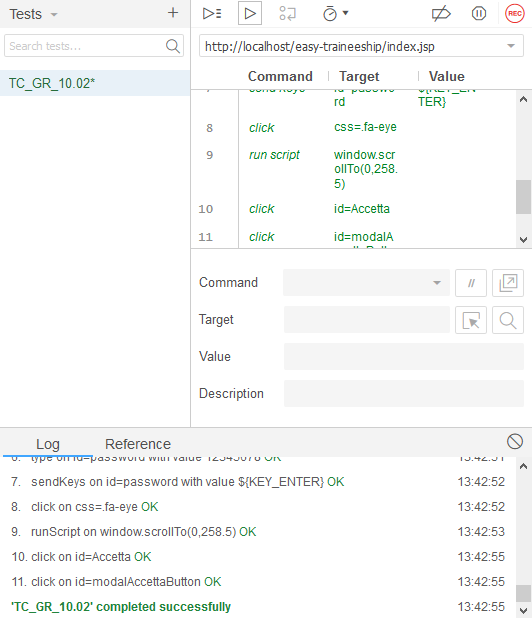 Tests
+
REC
Search tests...
http://localhost/easy-traineeship/index.jsp
TC_GR_10.02*
Command Target Value
7 send keys id=passwo ${KEY_EN
rd TER}
8 click css=.fa-eye
9 run script window.scr
ollTo(0,258.
5)
10 click id=Accetta
11 click id=modalA
Command //
Target
Value
Description
Log Reference
6. type on id=password with value 12345678 OK 13:42:51
7. sendKeys on id=password with value ${KEY_ENTER} OK 13:42:52
8. click on css=.fa-eye OK 13:42:52
9. runScript on window.scrollTo(0,258.5) OK 13:42:53
10. click on id=Accetta OK 13:42:55
11. click on id=modalAccettaButton OK 13:42:55
'TC_GR_10.02' completed successfully 13:42:55